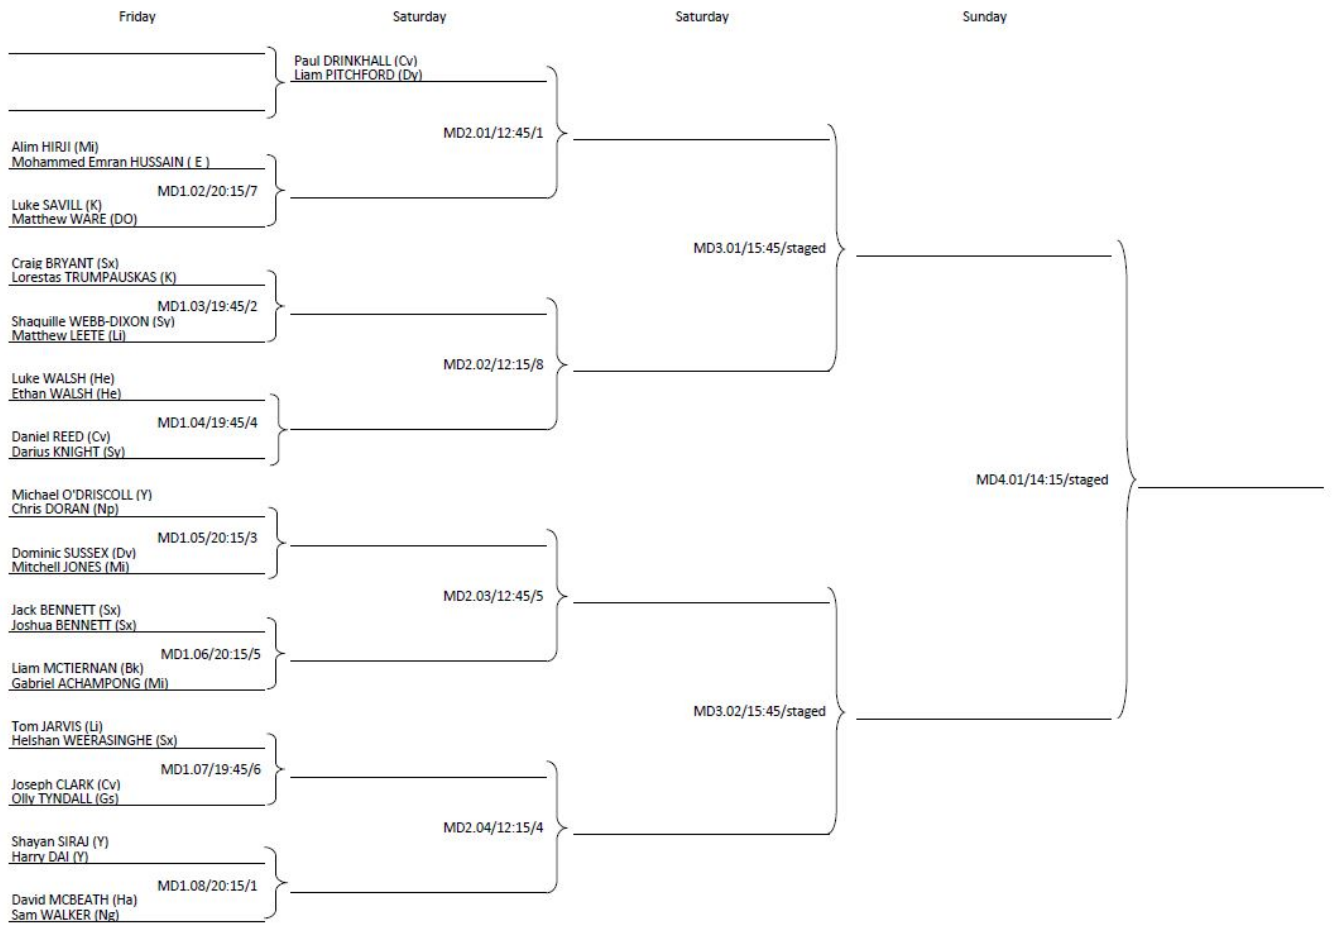 Friday
Saturday
Saturday
Sunday
Paul DRINKHALL (Cv)
Liam PITCHFORD (Dy)
MD2.01/12:45/1
Alim HIRJI (Mi)
Mohammed Emran HUSSAIN ( E )
MD1.02/20:15/7
Luke SAVILL (K)
Matthew WARE (DO)
MD3.01/15:45/staged
Craig BRYANT (Sx)
Lorestas TRUMPAUSKAS (K)
MD1.03/19:45/2
Shaquille WEBB-DIXON (Sy)
Matthew LEETE (Li)
MD2.02/12:15/8
Luke WALSH (He)
Ethan WALSH (He)
MD1.04/19:45/4
Daniel REED (Cv)
Darius KNIGHT (Sy)
MD4.01/14:15/staged
Michael O'DRISCOLL (Y)
Chris DORAN (Np)
MD1.05/20:15/3
Dominic SUSSEX (Dv)
Mitchell JONES (Mi)
MD2.03/12:45/5
Jack BENNETT (Sx)
Joshua BENNETT (Sx)
MD1.06/20:15/5
Liam MCTIERNAN (Bk)
Gabriel ACHAMPONG (Mi)
MD3.02/15:45/staged
Tom JARVIS (Li)
Helshan WEERASINGHE (Sx)
MD1.07/19:45/6
Joseph CLARK (Cv)
Olly TYNDALL (Gs)
MD2.04/12:15/4
Shayan SIRAJ (Y)
Harry DAI (Y)
MD1.08/20:15/1
David MCBEATH (Ha)
Sam WALKER (Ng)